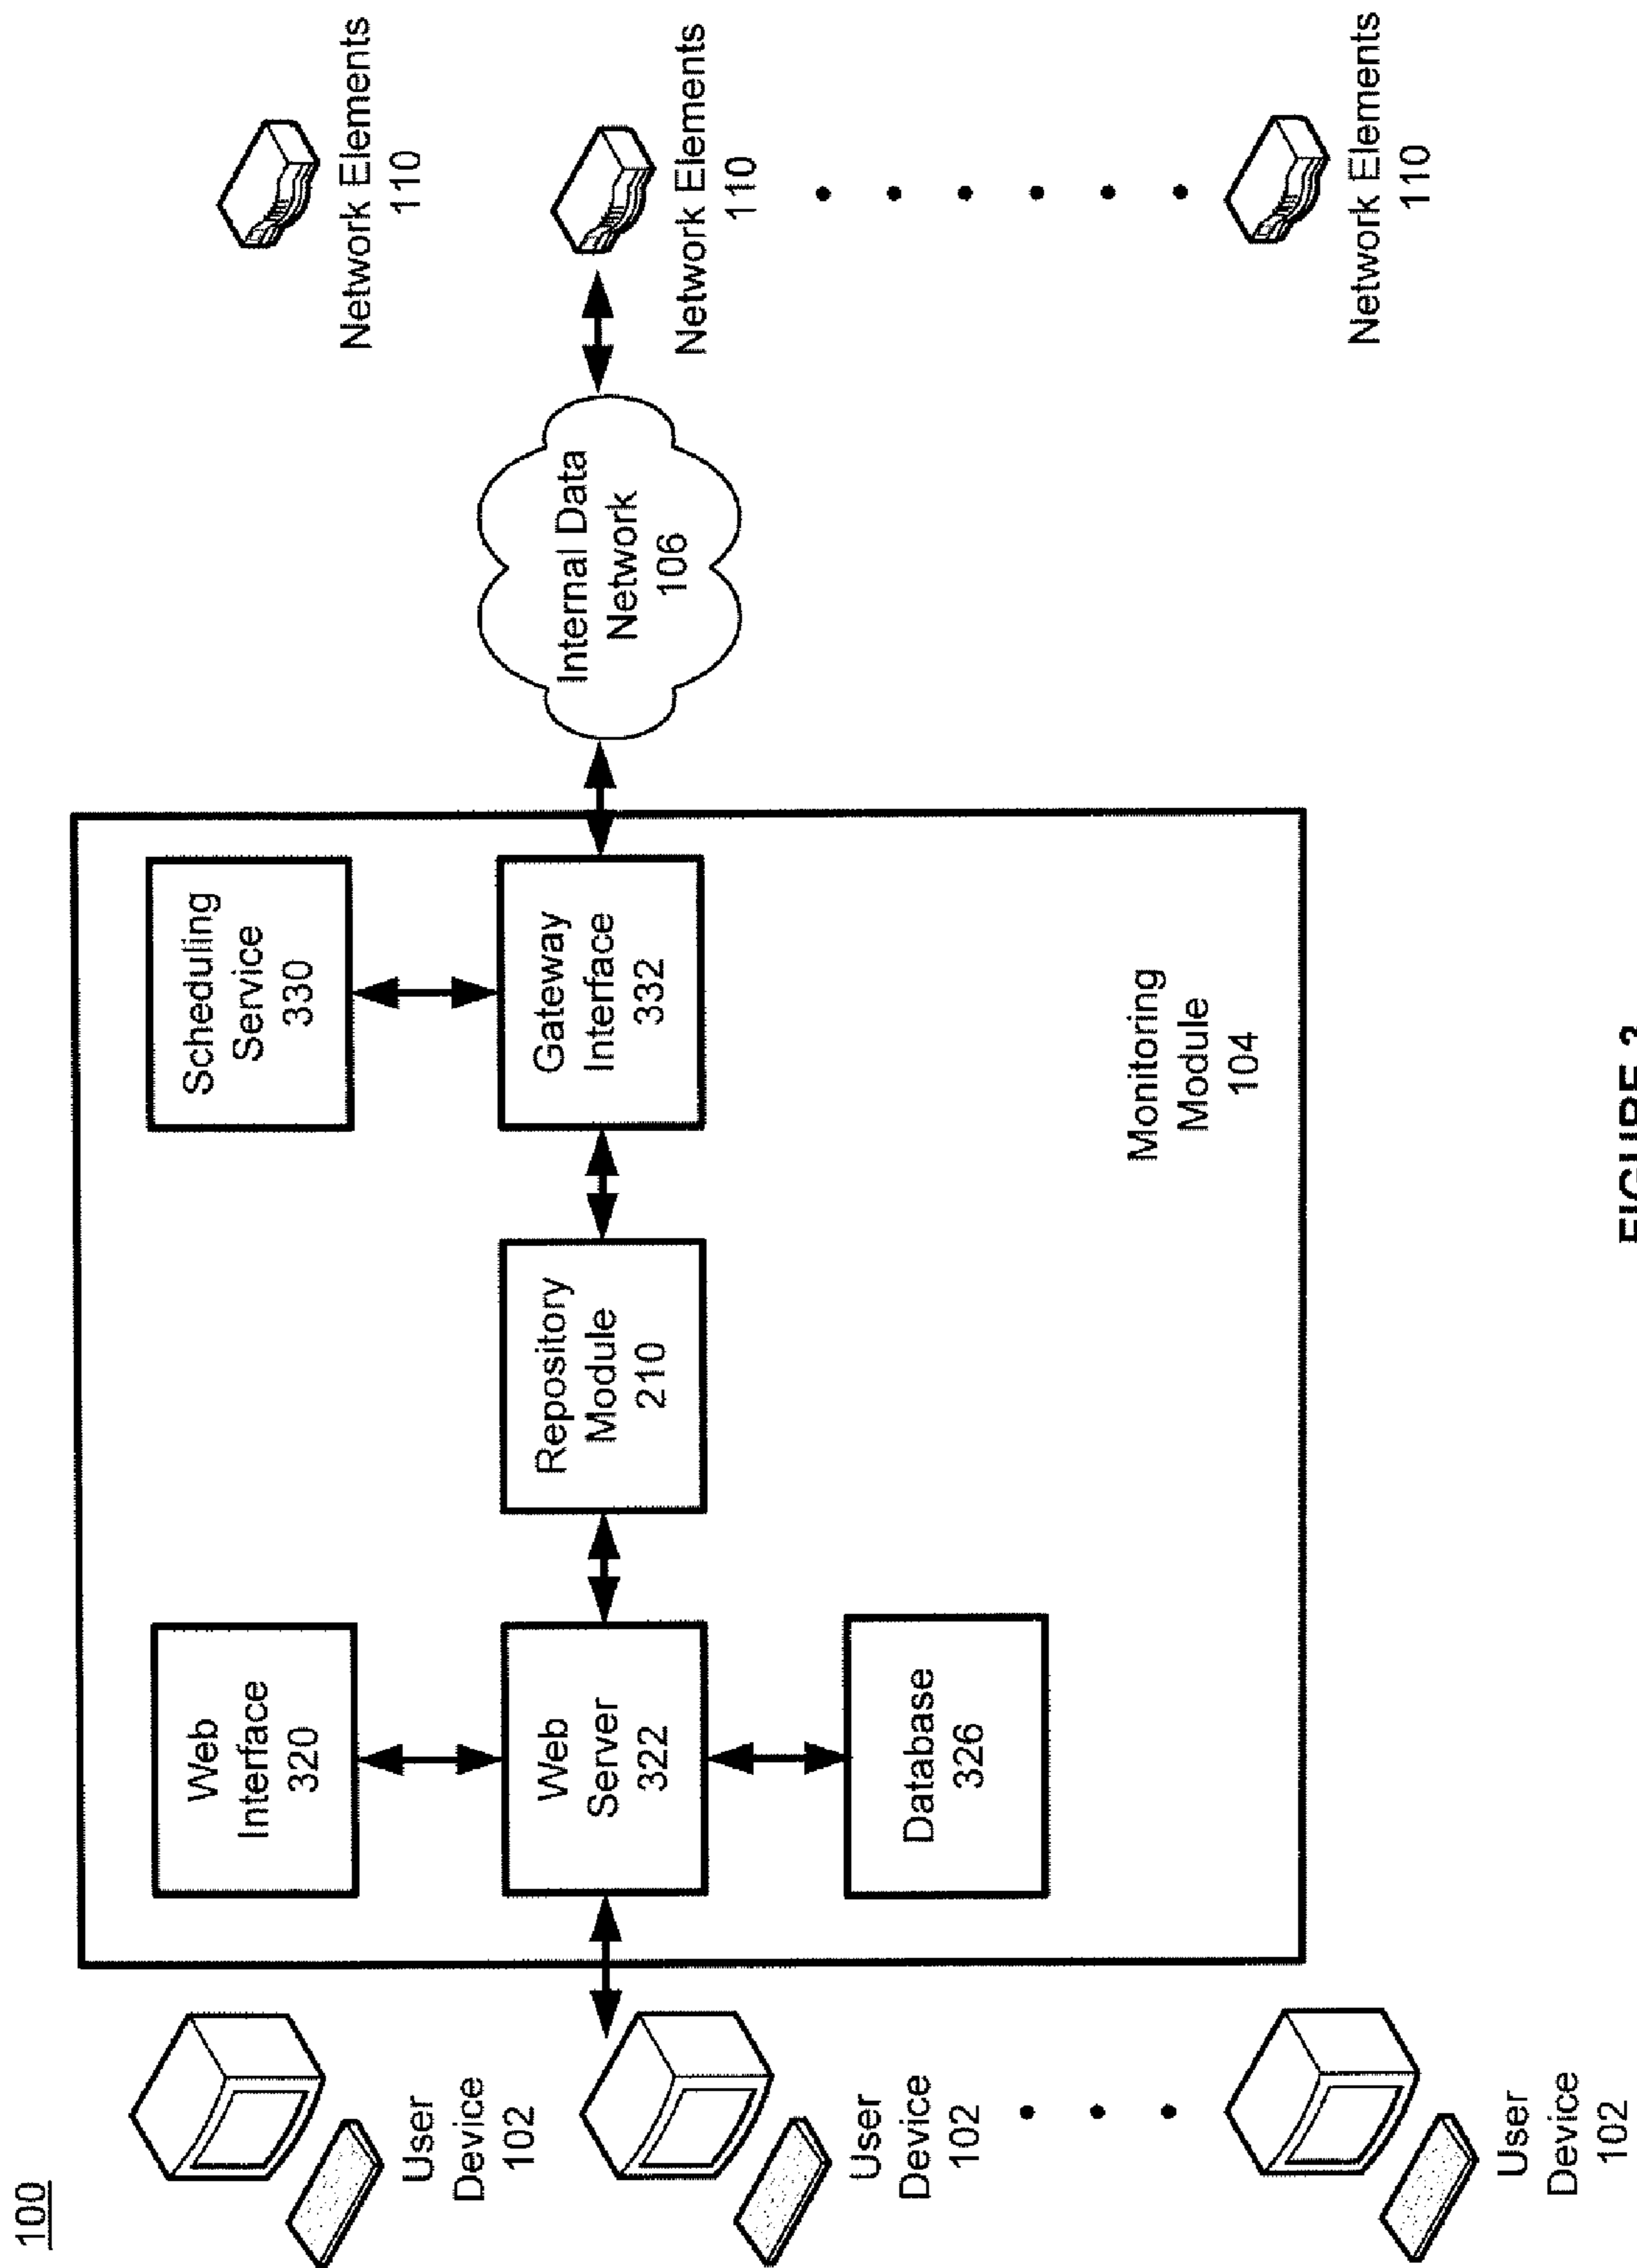 100
User
Device
102
User
Device
102
User
Device
102
Web
Interface
320
Web
Server
322
Database
326
Repository
Module
210
Scheduling
Service
330
Gateway
Interface
332
Monitoring
Module
104
Internal Data
Network
106
Network Elements
110
Network Elements
110
Network Elements
110
FIGURE 3